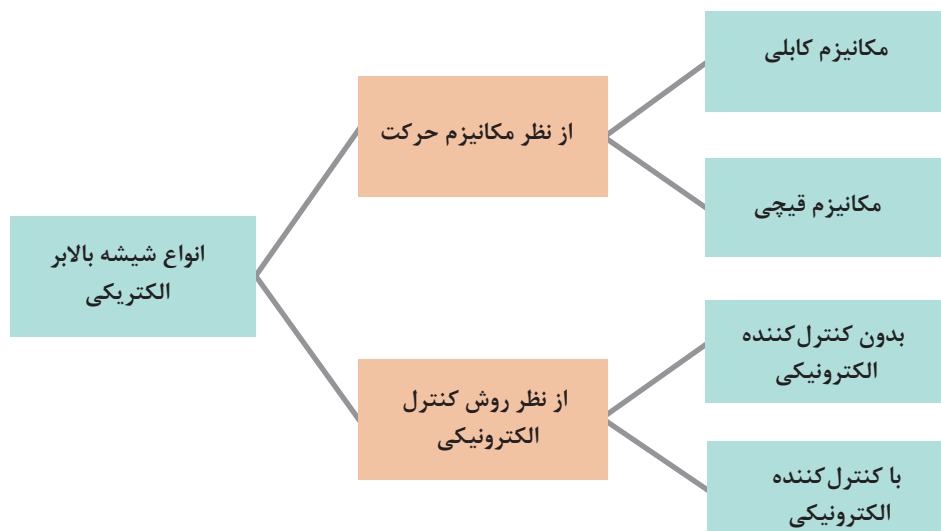 انواع شیشه بالابر
الکتریکی
از نظر مکانیزم حرکت
مکانیزم کابلی
مکانیزم قیچی
از نظر روش کنترل
الکترونیکی
بدون کنترل‌کننده
الکترونیکی
با کنترل‌کننده
الکترونیکی